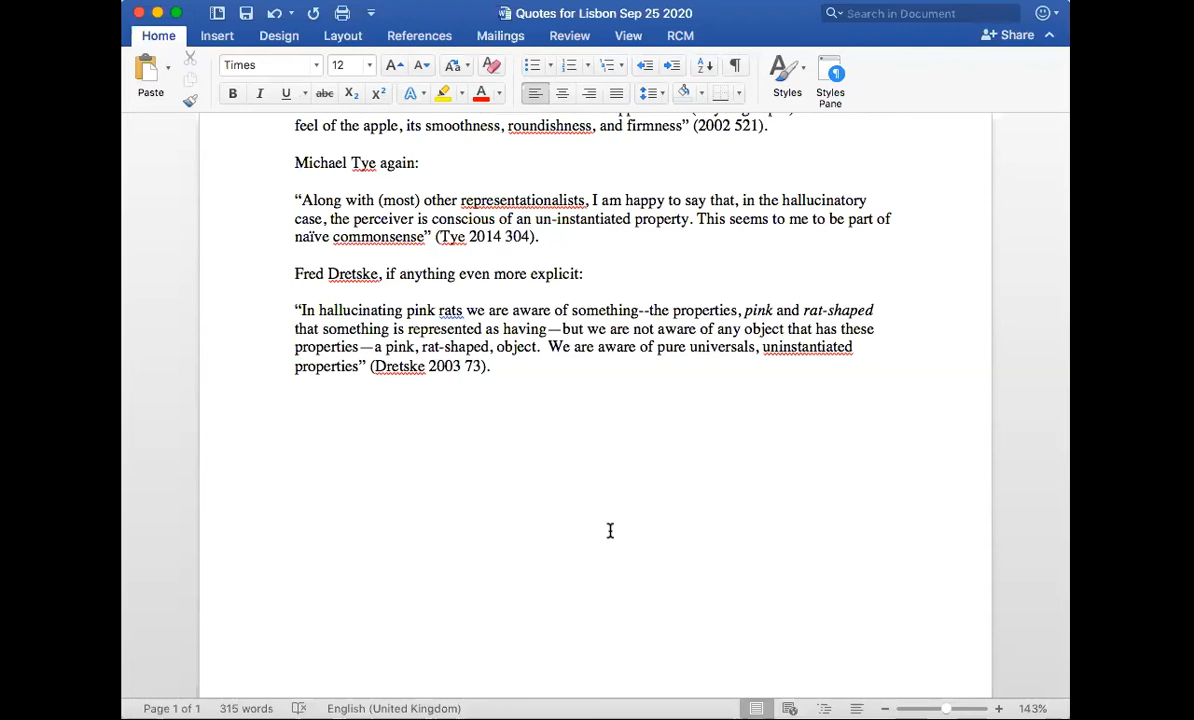 Quotes for Lisbon Sep 25 2020
Search in Document
Home Insert Design Layout References Mailings Review View RCM
Share
Times 12
Paste
Styles
Styles Pane
feel of the apple, its smoothness, roundishness, and firmness” (2002 521).
Michael Tye again:
“Along with (most) other representationalists, I am happy to say that, in the hallucinatory
case, the perceiver is conscious of an un-instantiated property. This seems to me to be part of
naïve commonsense” (Tye 2014 304).
Fred Dretske, if anything even more explicit:
“In hallucinating pink rats we are aware of something--the properties, pink and rat-shaped
that something is represented as having—but we are not aware of any object that has these
properties—a pink, rat-shaped, object.  We are aware of pure universals, uninstantiated
properties” (Dretske 2003 73).
Page 1 of 1 315 words English (United Kingdom) 143%